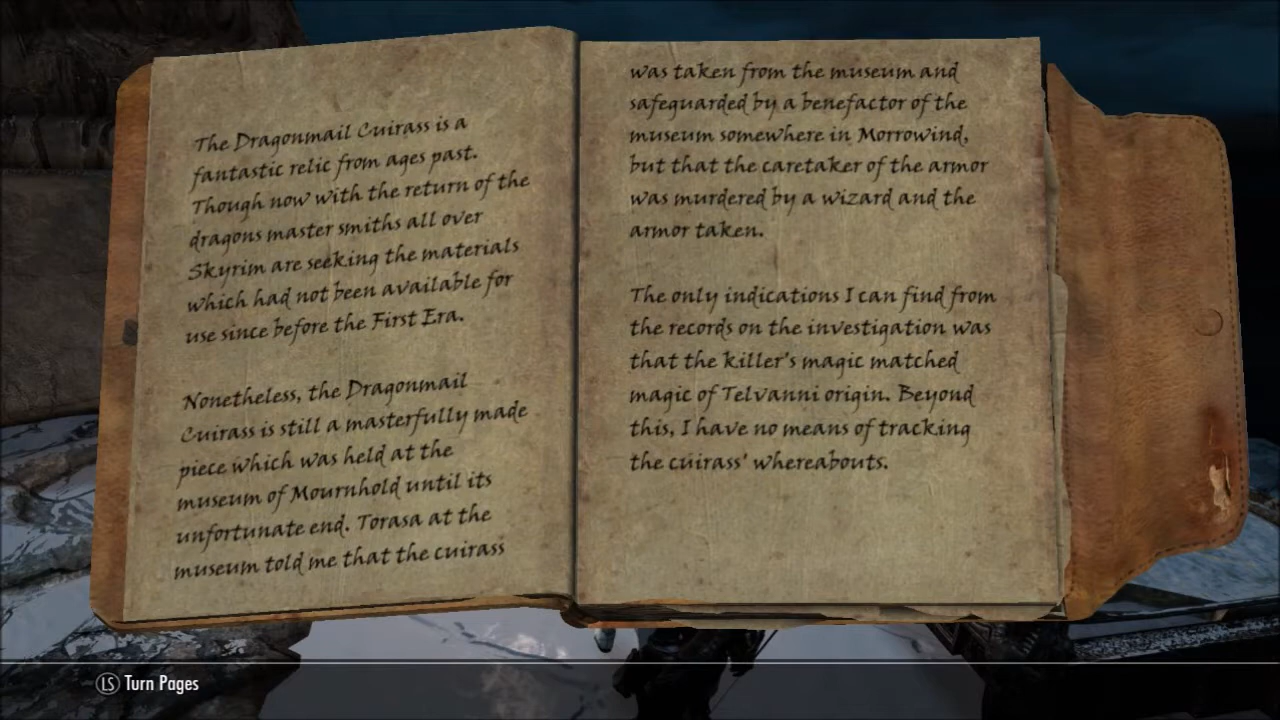 The Dragonmail Cuirass is a
fantastic relic from ages past.
Though now with the return of the
dragons master smiths all over
Skyrim are seeking the materials
which had not been available for
use since before the First Era.
Nonetheless, the Dragonmail
Cuirass is still a masterfully made
piece which was held at the
museum of Mournhold until its
unfortunate end. Torasa at the
museum told me that the cuirass
was taken from the museum and
safeguarded by a benefactor of the
museum somewhere in Morrowind,
but that the caretaker of the armor
was murdered by a wizard and the
armor taken.
The only indications I can find from
the records on the investigation was
that the killer's magic matched
magic of Telvanni origin. Beyond
this, I have no means of tracking
the cuirass' whereabouts.
LS Turn Pages